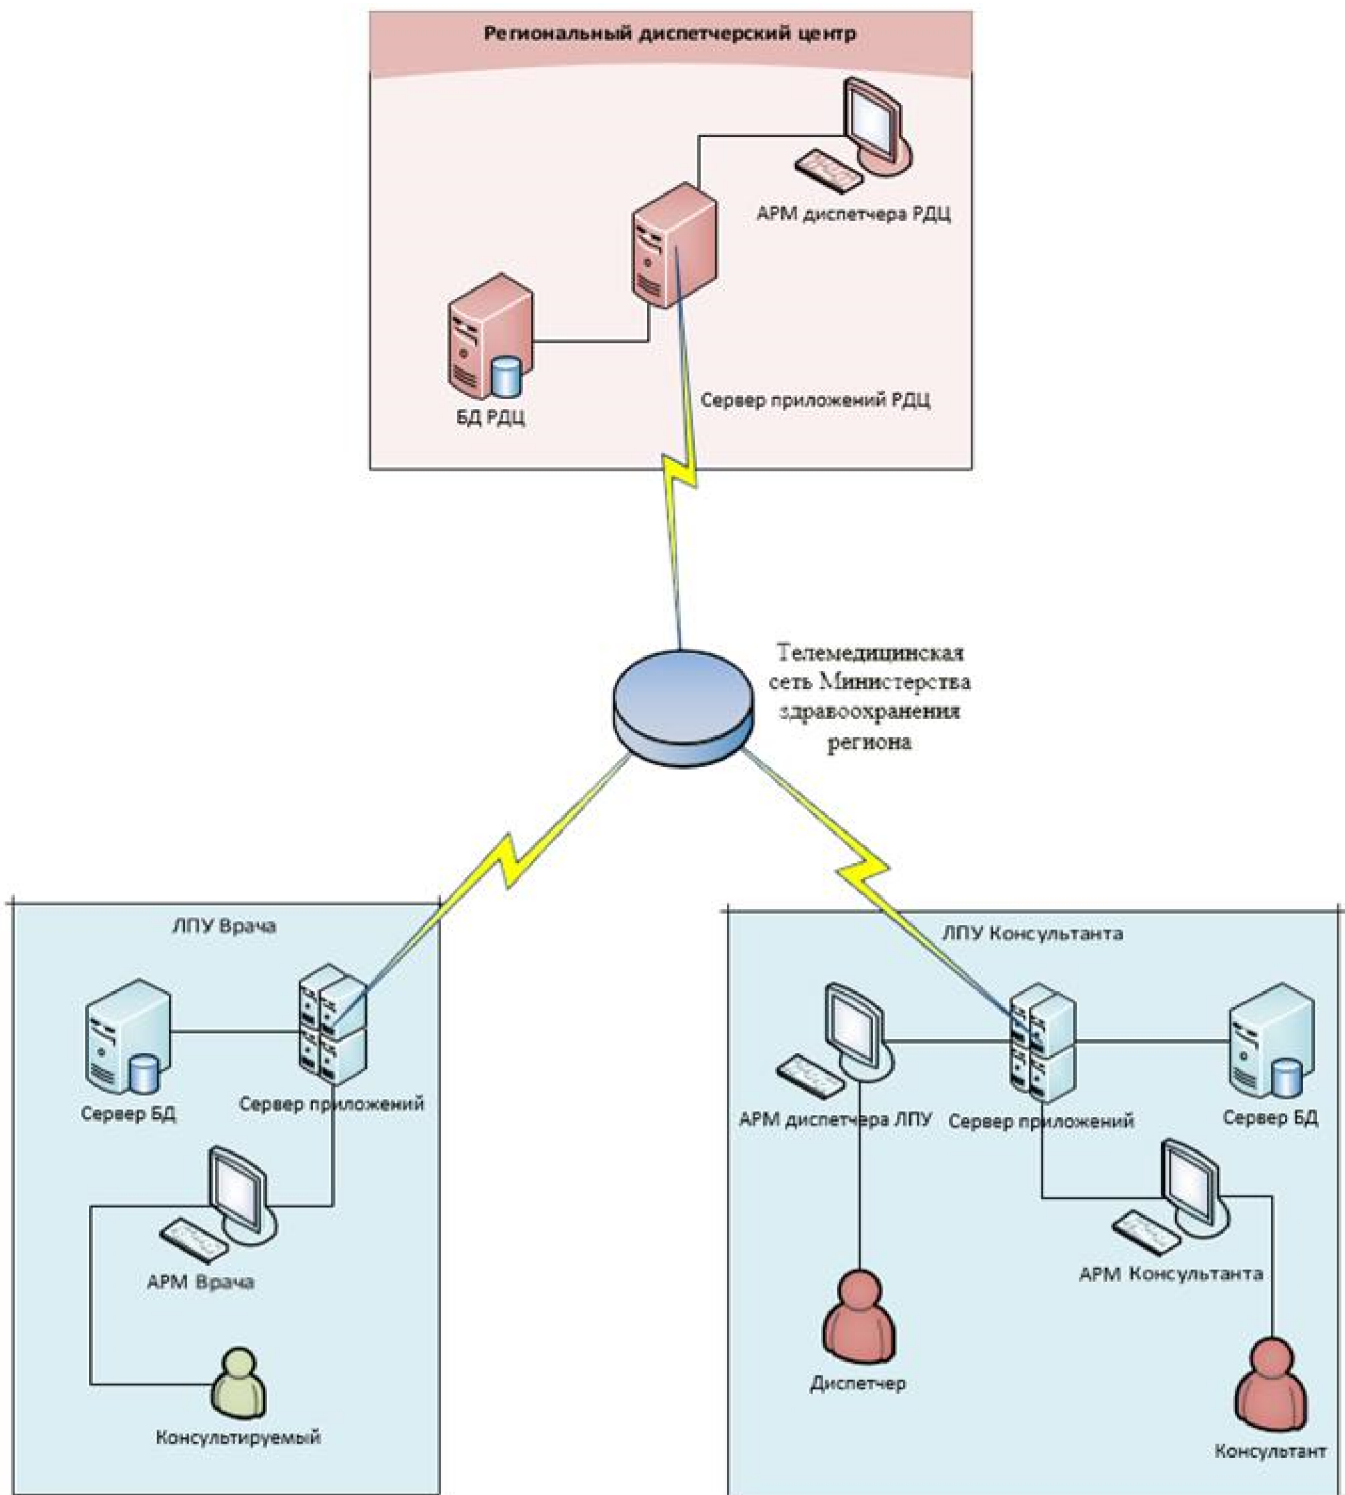 Региональный диспетчерский центр
АРМ диспетчера РДЦ
Сервер приложений РДЦ
БД РДЦ
Телемедицинская
сеть Министерства
здравоохранения
региона
ЛПУ Врача
Сервер БД
Сервер приложений
АРМ Врача
Консультируемый
ЛПУ Консультанта
АРМ диспетчера ЛПУ
Сервер приложений
Сервер БД
АРМ Консультанта
Диспетчер
Консультант